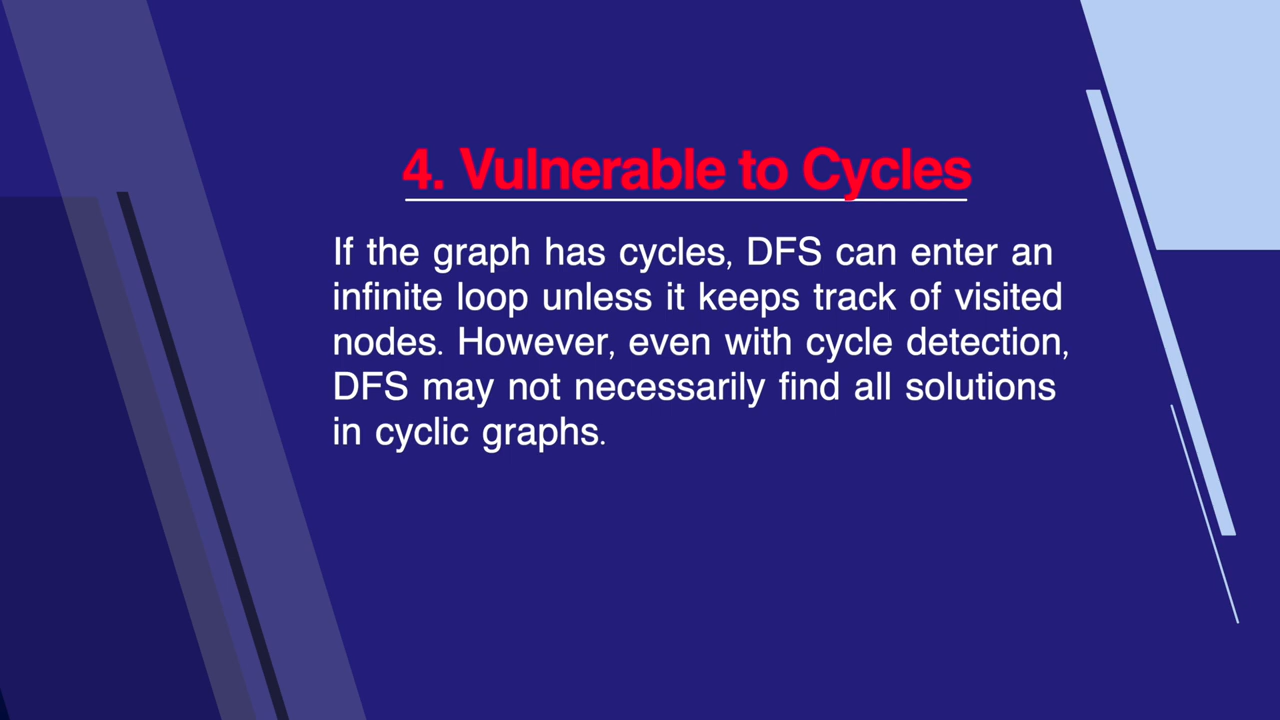 4. Vulnerable to Cycles
If the graph has cycles, DFS can enter an
infinite loop unless it keeps track of visited
nodes. However, even with cycle detection,
DFS may not necessarily find all solutions
in cyclic graphs.